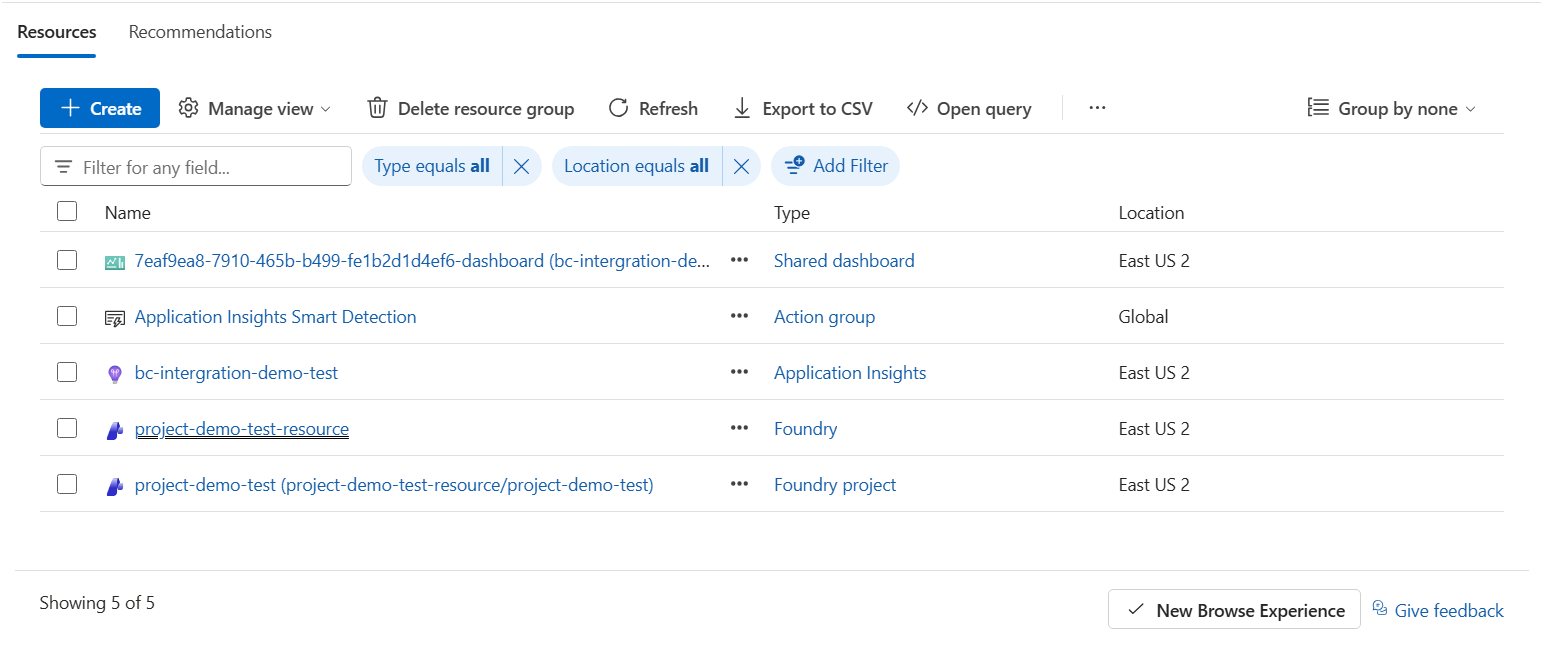 Resources Recommendations
+ Create Manage view Delete resource group Refresh Export to CSV </> Open query ... Group by none
Filter for any field... Type equals all Location equals all Add Filter
Name Type Location
7eaf9ea8-7910-465b-b499-fe1b2d1d4ef6-dashboard (bc-intergration-de... ... Shared dashboard East US 2
Application Insights Smart Detection ... Action group Global
bc-intergration-demo-test ... Application Insights East US 2
project-demo-test-resource ... Foundry East US 2
project-demo-test (project-demo-test-resource/project-demo-test) ... Foundry project East US 2
Showing 5 of 5 New Browse Experience Give feedback